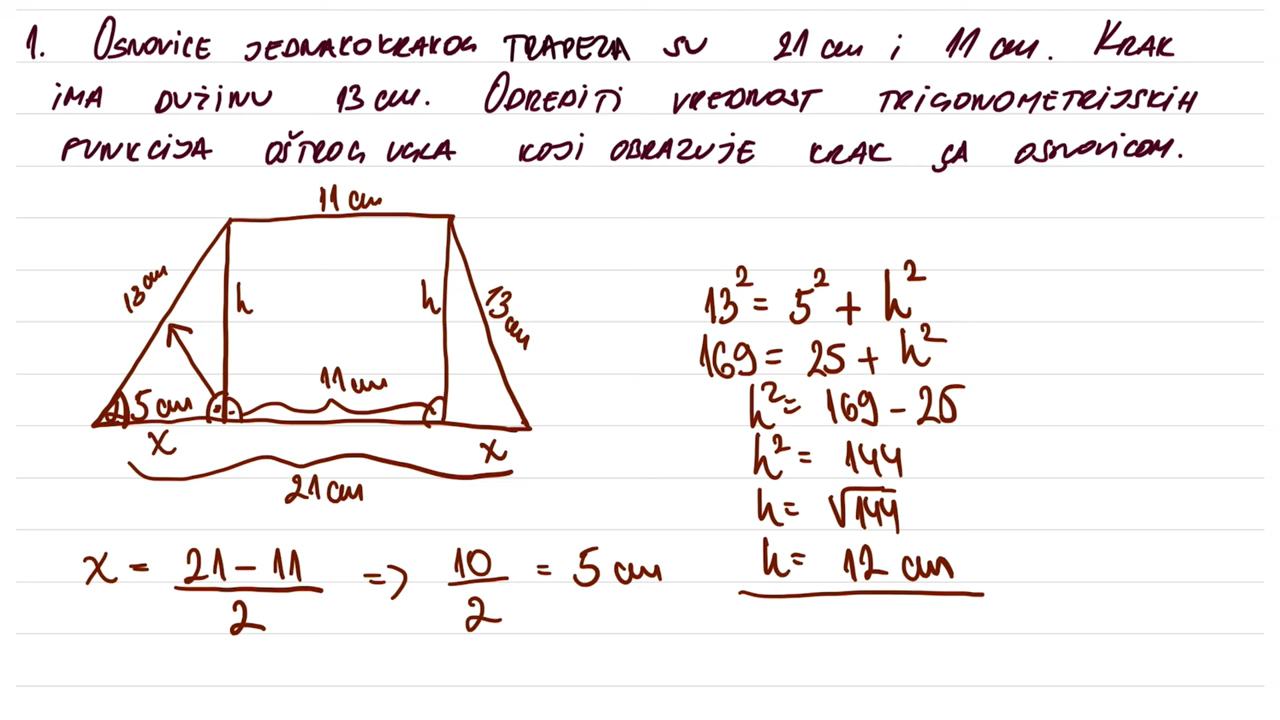 1. OSNOVICE JEDNAKOKRAKOG TRAPEZA SU 21 cm i 11 cm. KRAK
IMA DUŽINU 13 cm. ODREDITI VREDNOST TRIGONOMETRIJSKIH
FUNKCIJA OŠTROG UGLA KOJI OBRAZUJE KRAK SA OSNOVICOM.
11 cm
13 cm
h
h
13 cm
5 cm
11 cm
x
x
21 cm
x = (21 - 11)/2 => 10/2 = 5 cm
13² = 5² + h²
169 = 25 + h²
h² = 169 - 25
h² = 144
h = √144
h = 12 cm